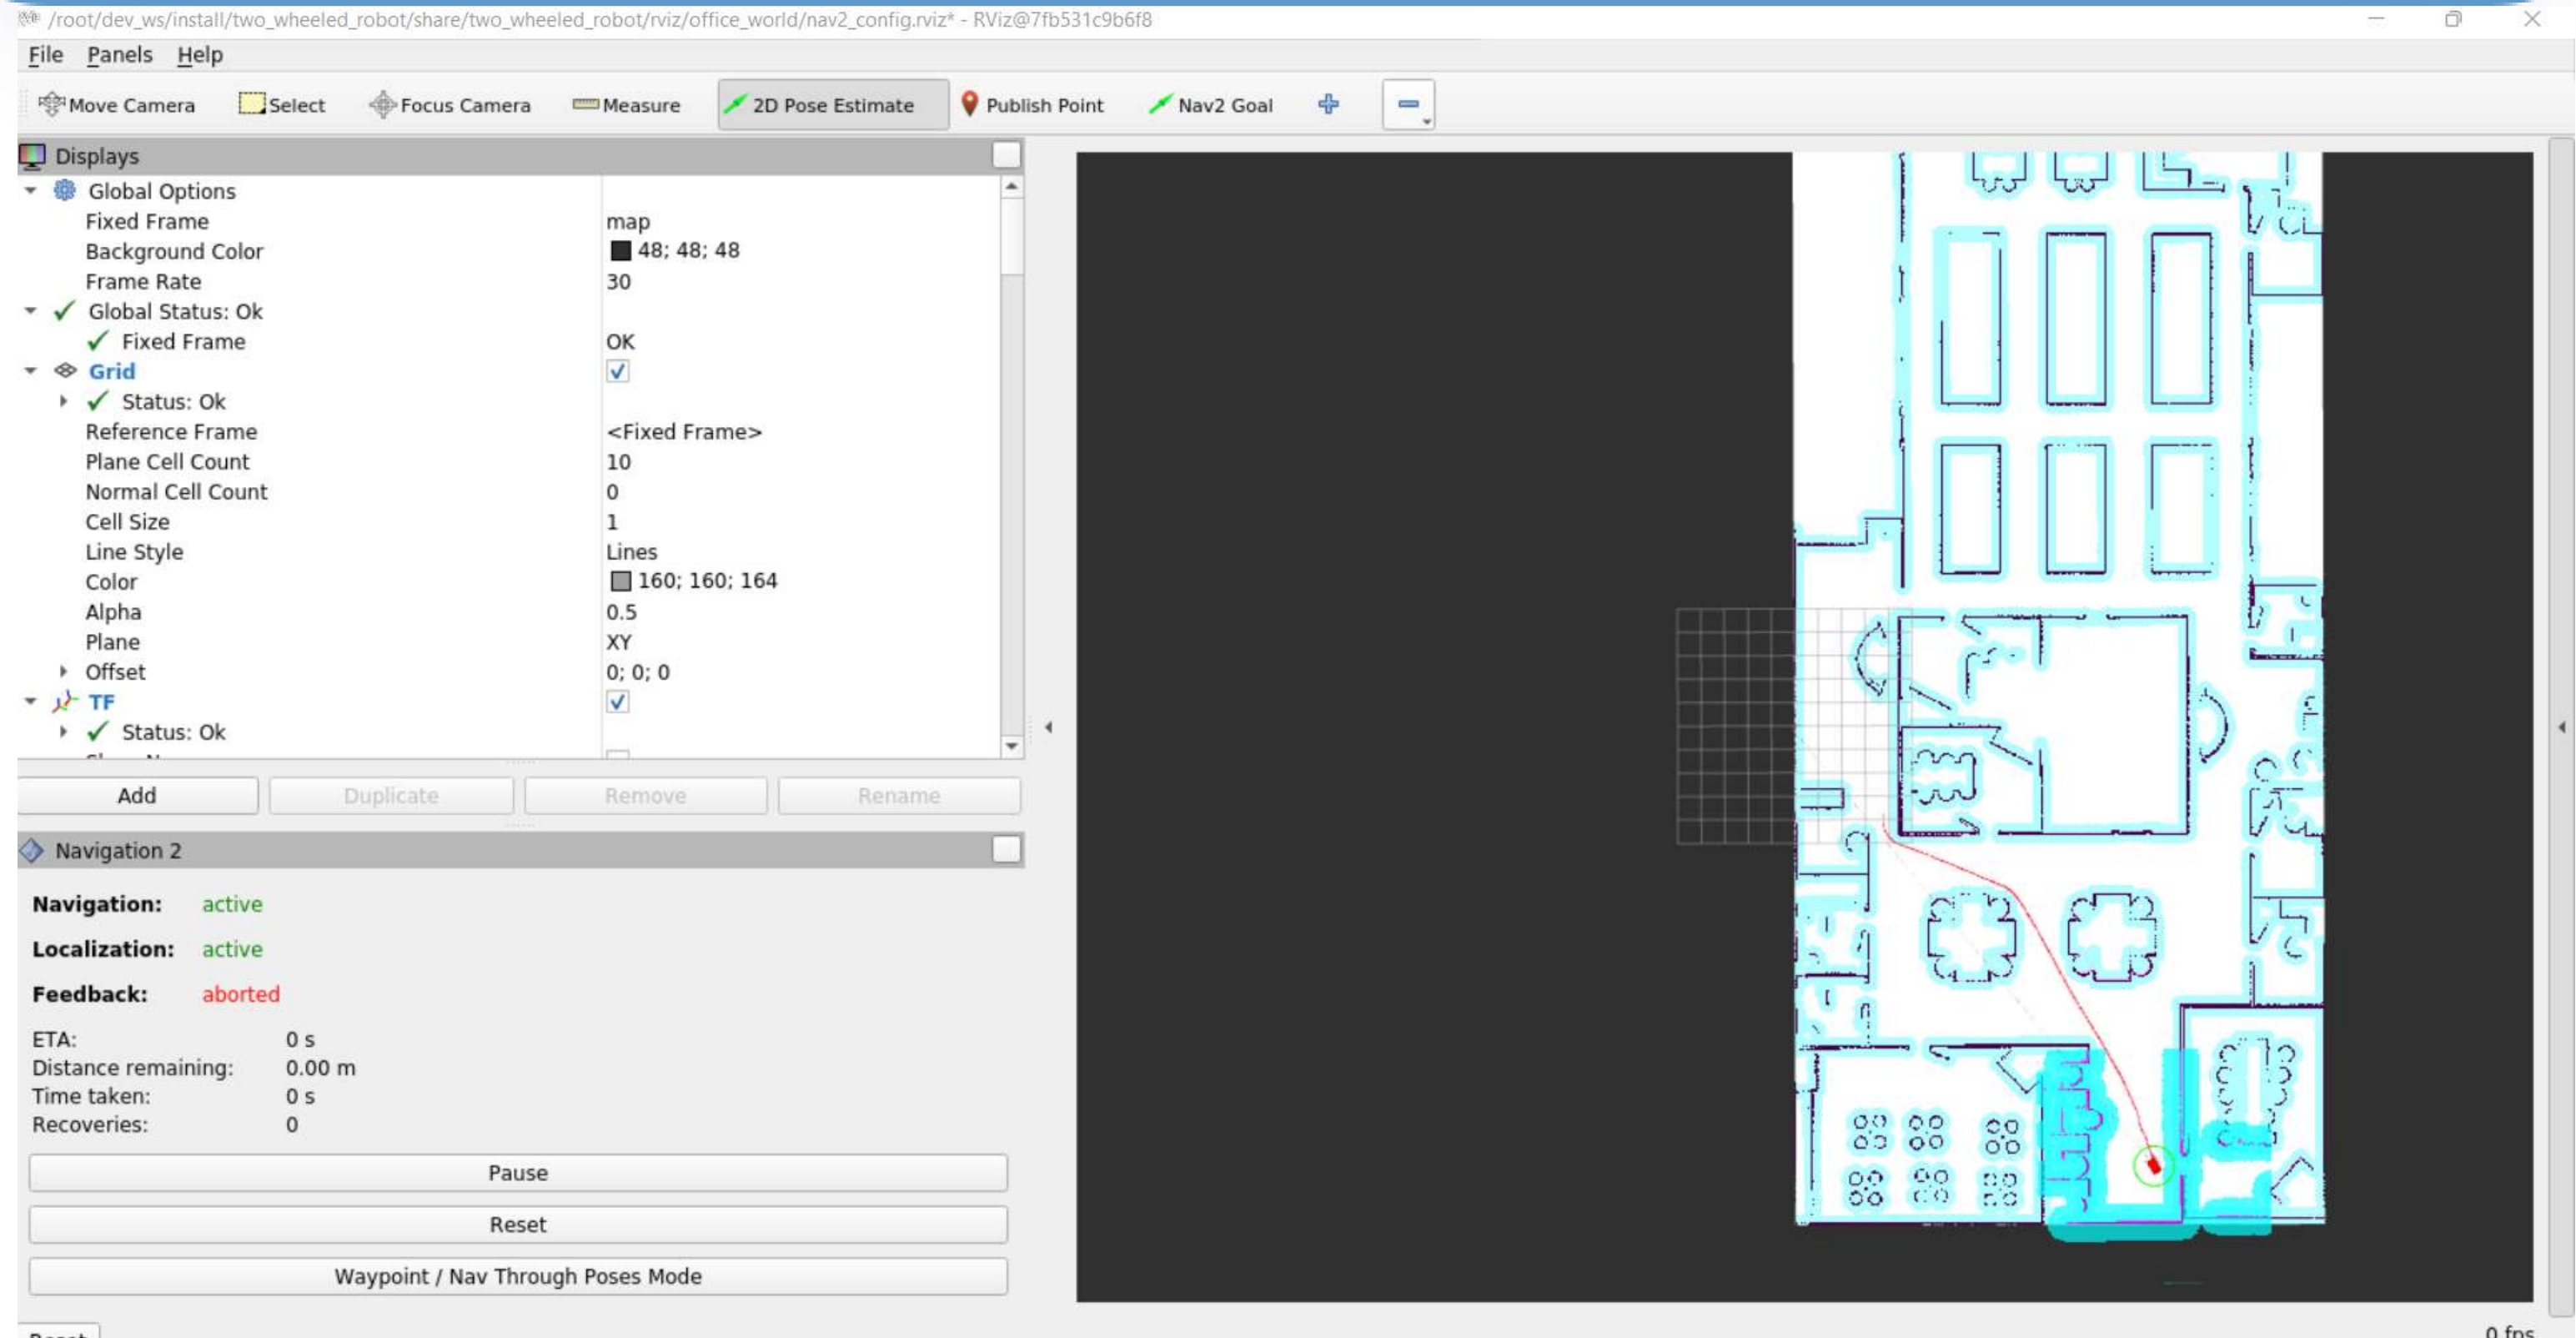 /root/dev_ws/install/two_wheeled_robot/share/two_wheeled_robot/rviz/office_world/nav2_config.rviz* - RViz@7fb531c9b6f8
File Panels Help
Move Camera Select Focus Camera Measure 2D Pose Estimate Publish Point Nav2 Goal
Displays
Global Options
Fixed Frame map
Background Color 48; 48; 48
Frame Rate 30
Global Status: Ok
Fixed Frame OK
Grid
Status: Ok
Reference Frame <Fixed Frame>
Plane Cell Count 10
Normal Cell Count 0
Cell Size 1
Line Style Lines
Color 160; 160; 164
Alpha 0.5
Plane XY
Offset 0; 0; 0
TF
Status: Ok
Add Duplicate Remove Rename
Navigation 2
Navigation: active
Localization: active
Feedback: aborted
ETA: 0 s
Distance remaining: 0.00 m
Time taken: 0 s
Recoveries: 0
Pause
Reset
Waypoint / Nav Through Poses Mode
Reset
0 fps